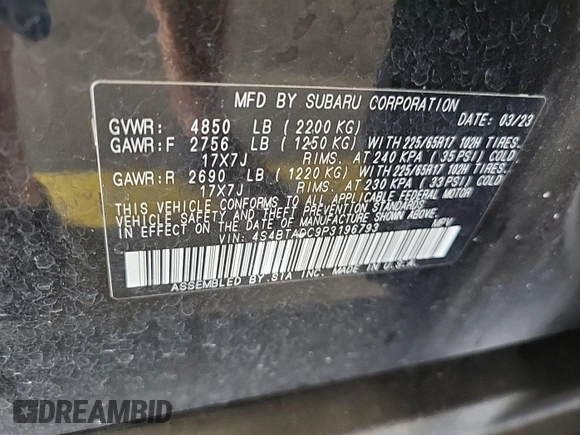 MFD BY SUBARU CORPORATION
DATE: 03/23
GVWR: 4850 LB (2200 KG)
GAWR:F 2756 LB (1250 KG) WITH 225/65R17 102H TIRES,
17X7J RIMS, AT 240 KPA (35 PSI) COLD
GAWR:R 2690 LB (1220 KG) WITH 225/65R17 102H TIRES,
17X7J RIMS, AT 230 KPA (33 PSI) COLD
THIS VEHICLE CONFORMS TO ALL APPLICABLE FEDERAL MOTOR
VEHICLE SAFETY AND THEFT PREVENTION STANDARDS
IN EFFECT ON THE DATE OF MANUFACTURE SHOWN ABOVE.
VIN: 4S4BTADC9P3196793 MPV
ASSEMBLED BY SIA INC. MADE IN U.S.A.
DREAMBID